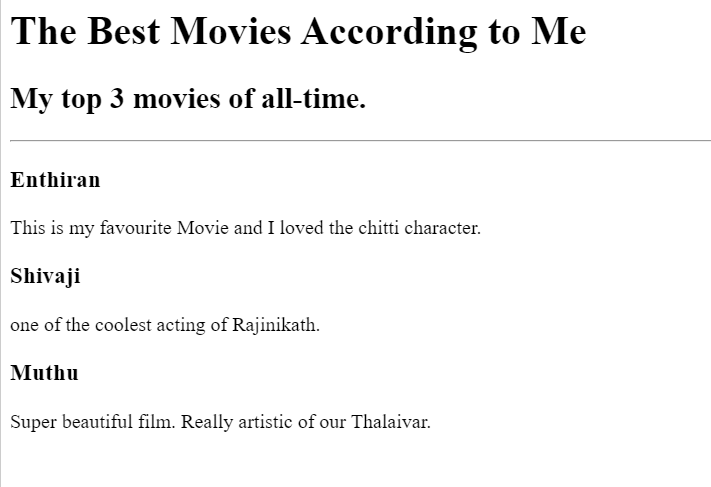 The Best Movies According to Me
My top 3 movies of all-time.
Enthiran
This is my favourite Movie and I loved the chitti character.
Shivaji
one of the coolest acting of Rajinikath.
Muthu
Super beautiful film. Really artistic of our Thalaivar.